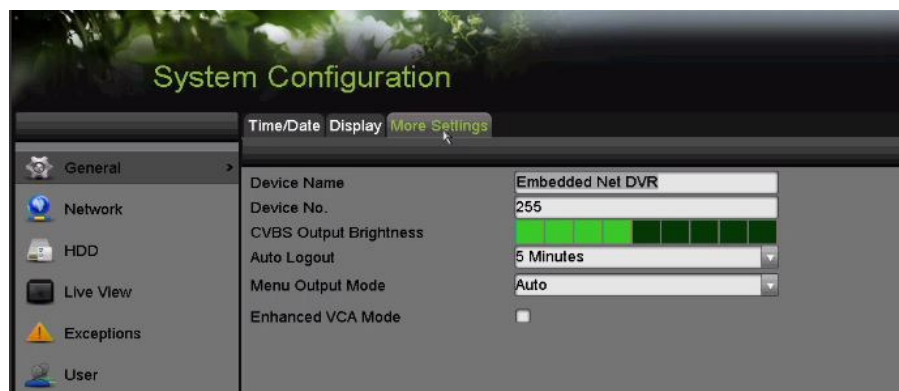 System Configuration
Time/Date Display More Settings
General >
Network
HDD
Live View
Exceptions
User
Device Name Embedded Net DVR
Device No. 255
CVBS Output Brightness
Auto Logout 5 Minutes
Menu Output Mode Auto
Enhanced VCA Mode